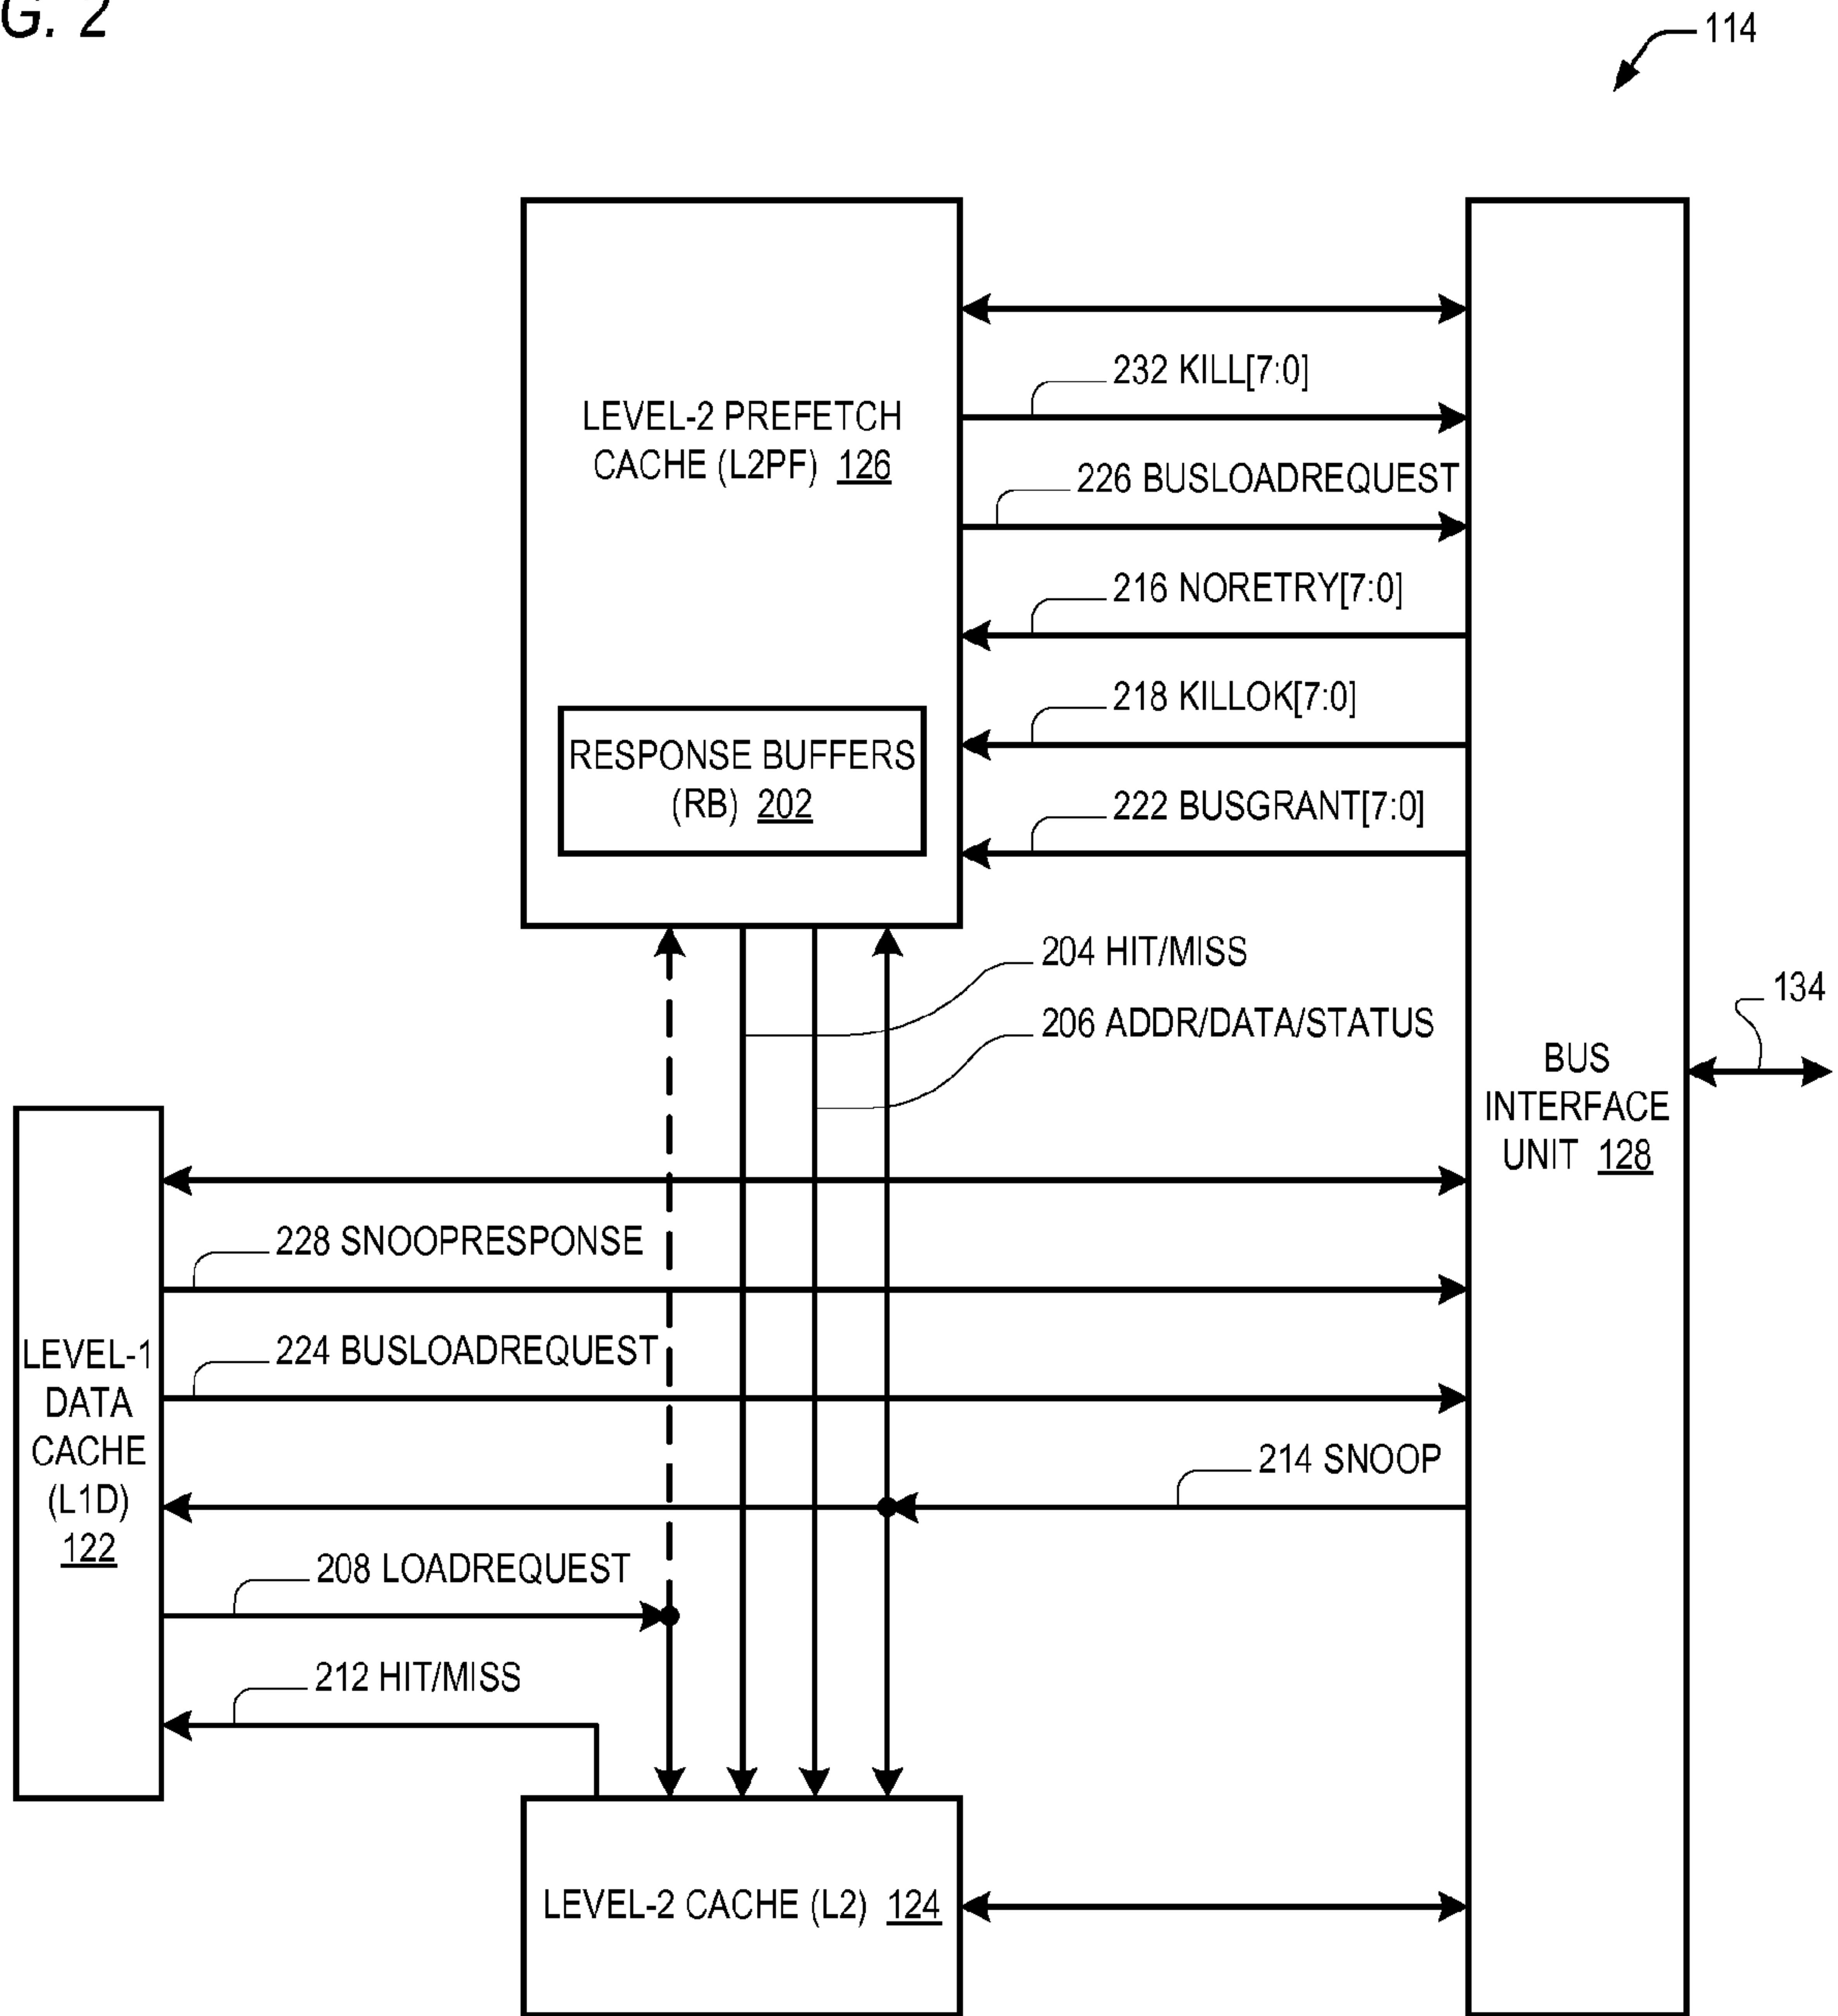 G. 2
114
232 KILL[7:0]
LEVEL-2 PREFETCH
CACHE (L2PF) 126
226 BUSLOADREQUEST
216 NORETRY[7:0]
218 KILLOK[7:0]
RESPONSE BUFFERS
(RB) 202
222 BUSGRANT[7:0]
204 HIT/MISS
206 ADDR/DATA/STATUS
134
BUS
INTERFACE
UNIT 128
228 SNOOPRESPONSE
224 BUSLOADREQUEST
LEVEL-1
DATA
CACHE
(L1D)
122
214 SNOOP
208 LOADREQUEST
212 HIT/MISS
LEVEL-2 CACHE (L2) 124